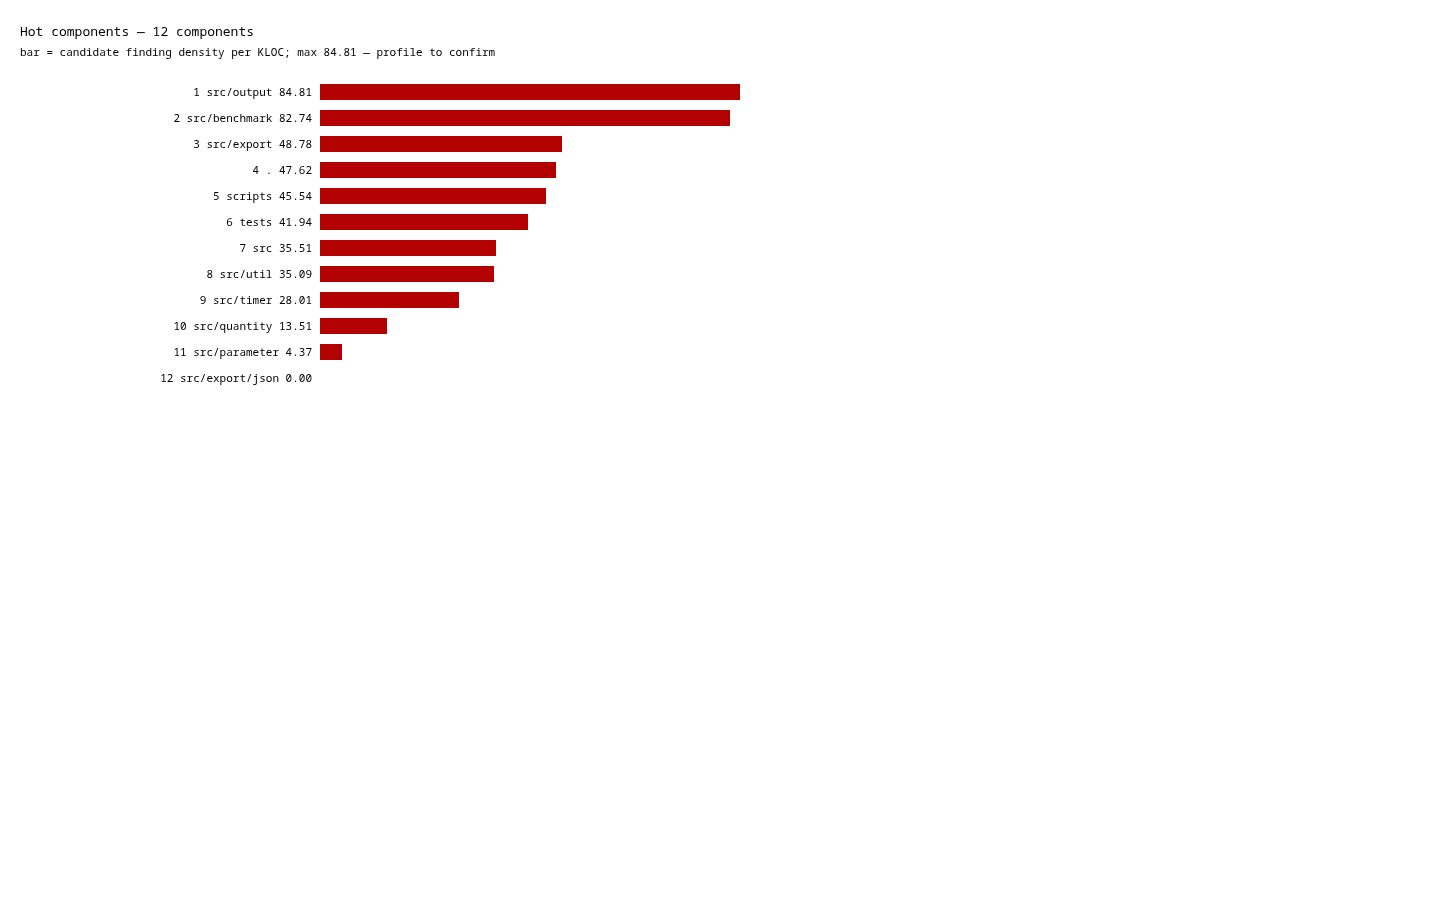 Hot components — 12 components
bar = candidate finding density per KLOC; max 84.81 — profile to confirm
1 src/output 84.81
2 src/benchmark 82.74
3 src/export 48.78
4 . 47.62
5 scripts 45.54
6 tests 41.94
7 src 35.51
8 src/util 35.09
9 src/timer 28.01
10 src/quantity 13.51
11 src/parameter 4.37
12 src/export/json 0.00